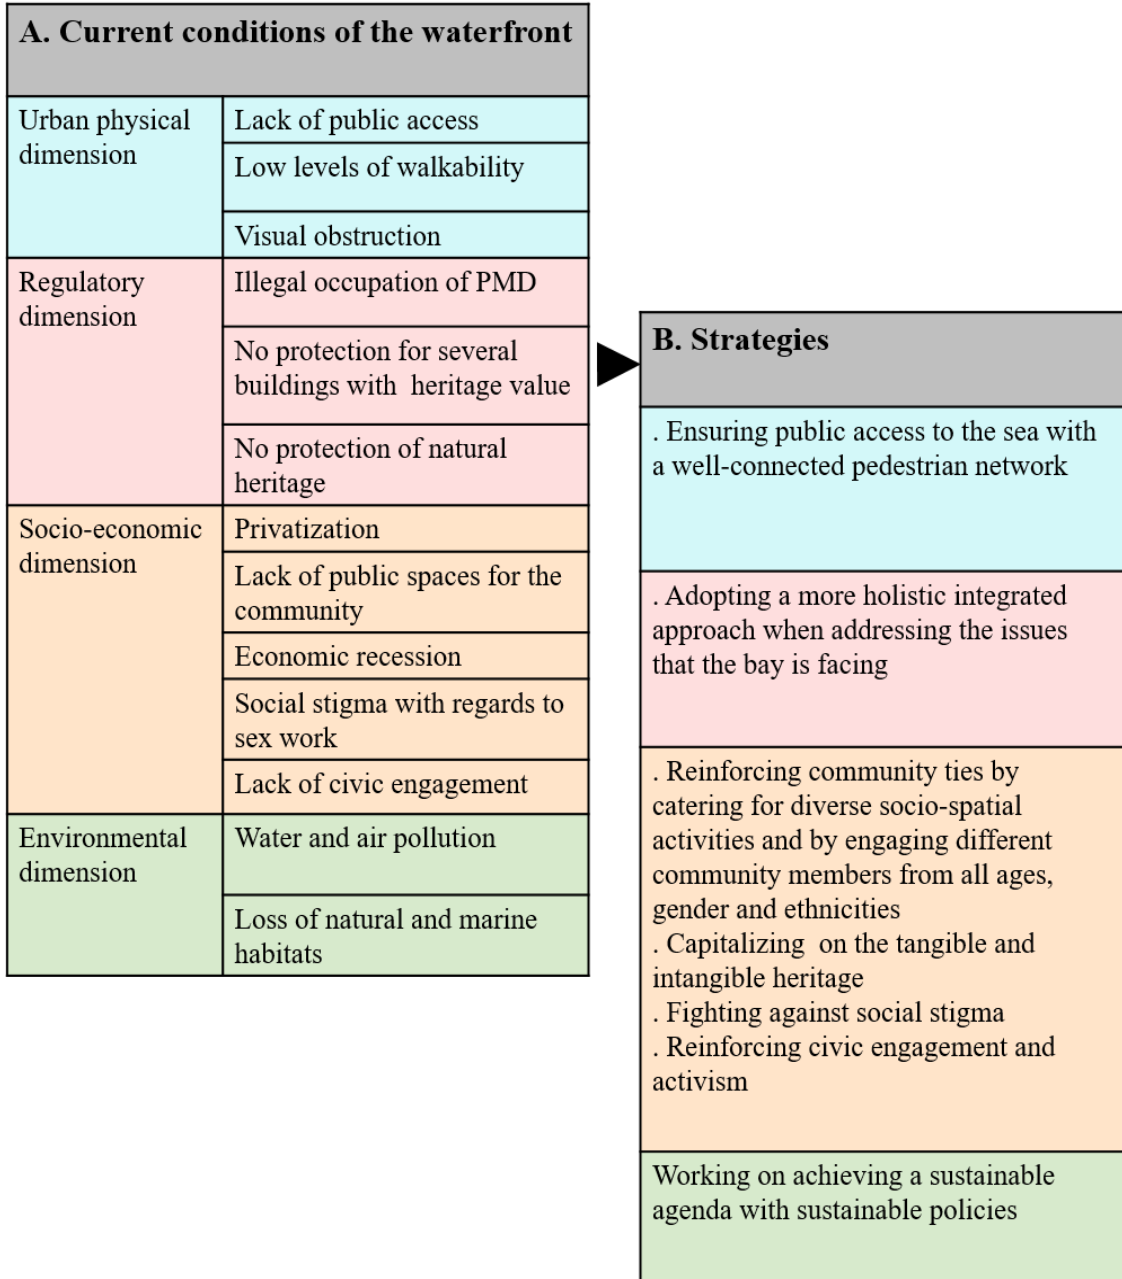 A. Current conditions of the waterfront
Urban physical
dimension
Lack of public access
Low levels of walkability
Visual obstruction
Regulatory
dimension
Illegal occupation of PMD
No protection for several
buildings with heritage value
No protection of natural
heritage
Socio-economic
dimension
Privatization
Lack of public spaces for the
community
Economic recession
Social stigma with regards to
sex work
Lack of civic engagement
Environmental
dimension
Water and air pollution
Loss of natural and marine
habitats
B. Strategies
. Ensuring public access to the sea with
a well-connected pedestrian network
. Adopting a more holistic integrated
approach when addressing the issues
that the bay is facing
. Reinforcing community ties by
catering for diverse socio-spatial
activities and by engaging different
community members from all ages,
gender and ethnicities
. Capitalizing on the tangible and
intangible heritage
. Fighting against social stigma
. Reinforcing civic engagement and
activism
Working on achieving a sustainable
agenda with sustainable policies